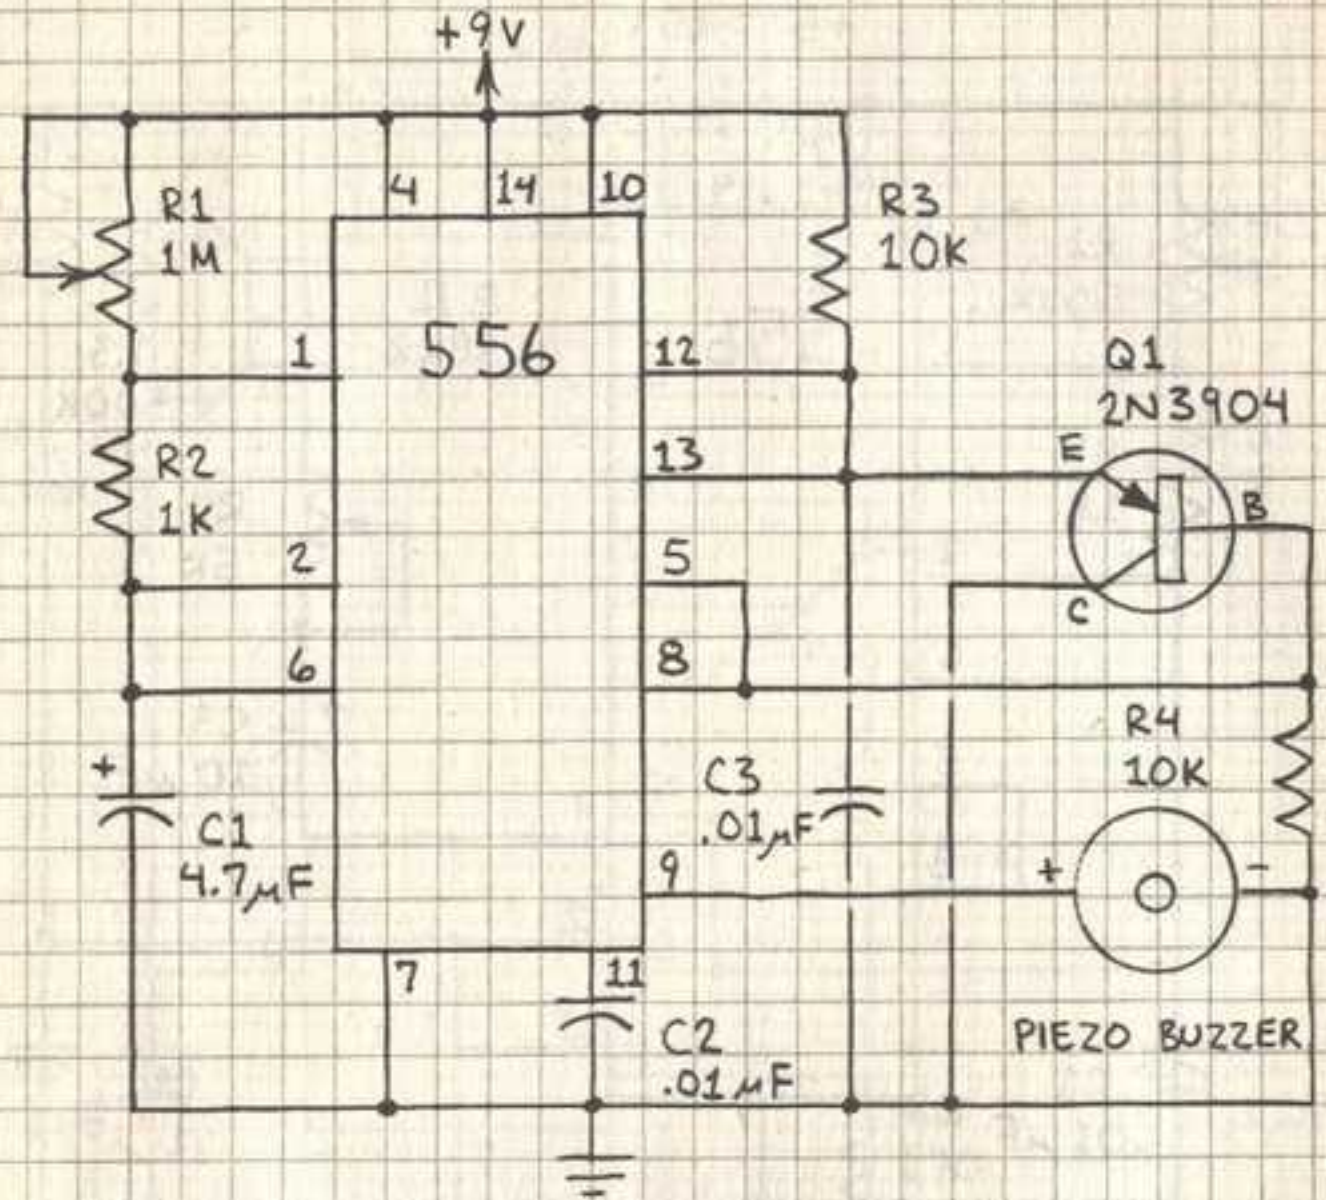 +9V
4
14
10
R1
1M
R3
10K
1
556
12
Q1
2N3904
R2
1K
13
E
B
2
5
C
6
8
R4
10K
+
C3
.01μF
C1
4.7μF
9
+
-
7
11
C2
.01μF
PIEZO BUZZER